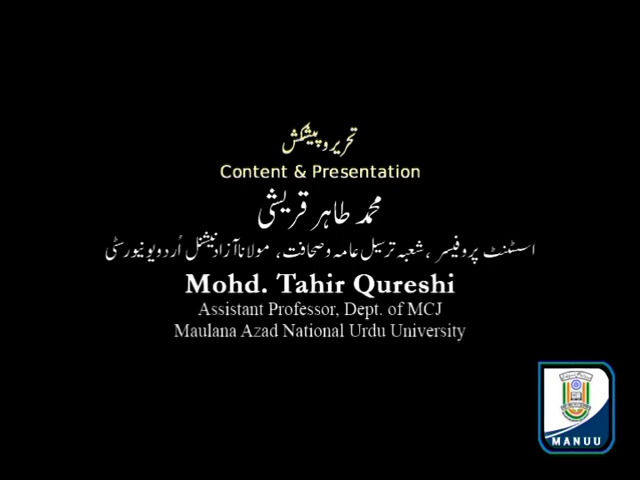 تحریر و پیشکش
Content & Presentation
محمد طاہر قریشی
اسسٹنٹ پروفیسر ، شعبہ ترسیل عامہ و صحافت ، مولانا آزاد نیشنل اُردو یونیورسٹی
Mohd. Tahir Qureshi
Assistant Professor, Dept. of MCJ
Maulana Azad National Urdu University
MANUU